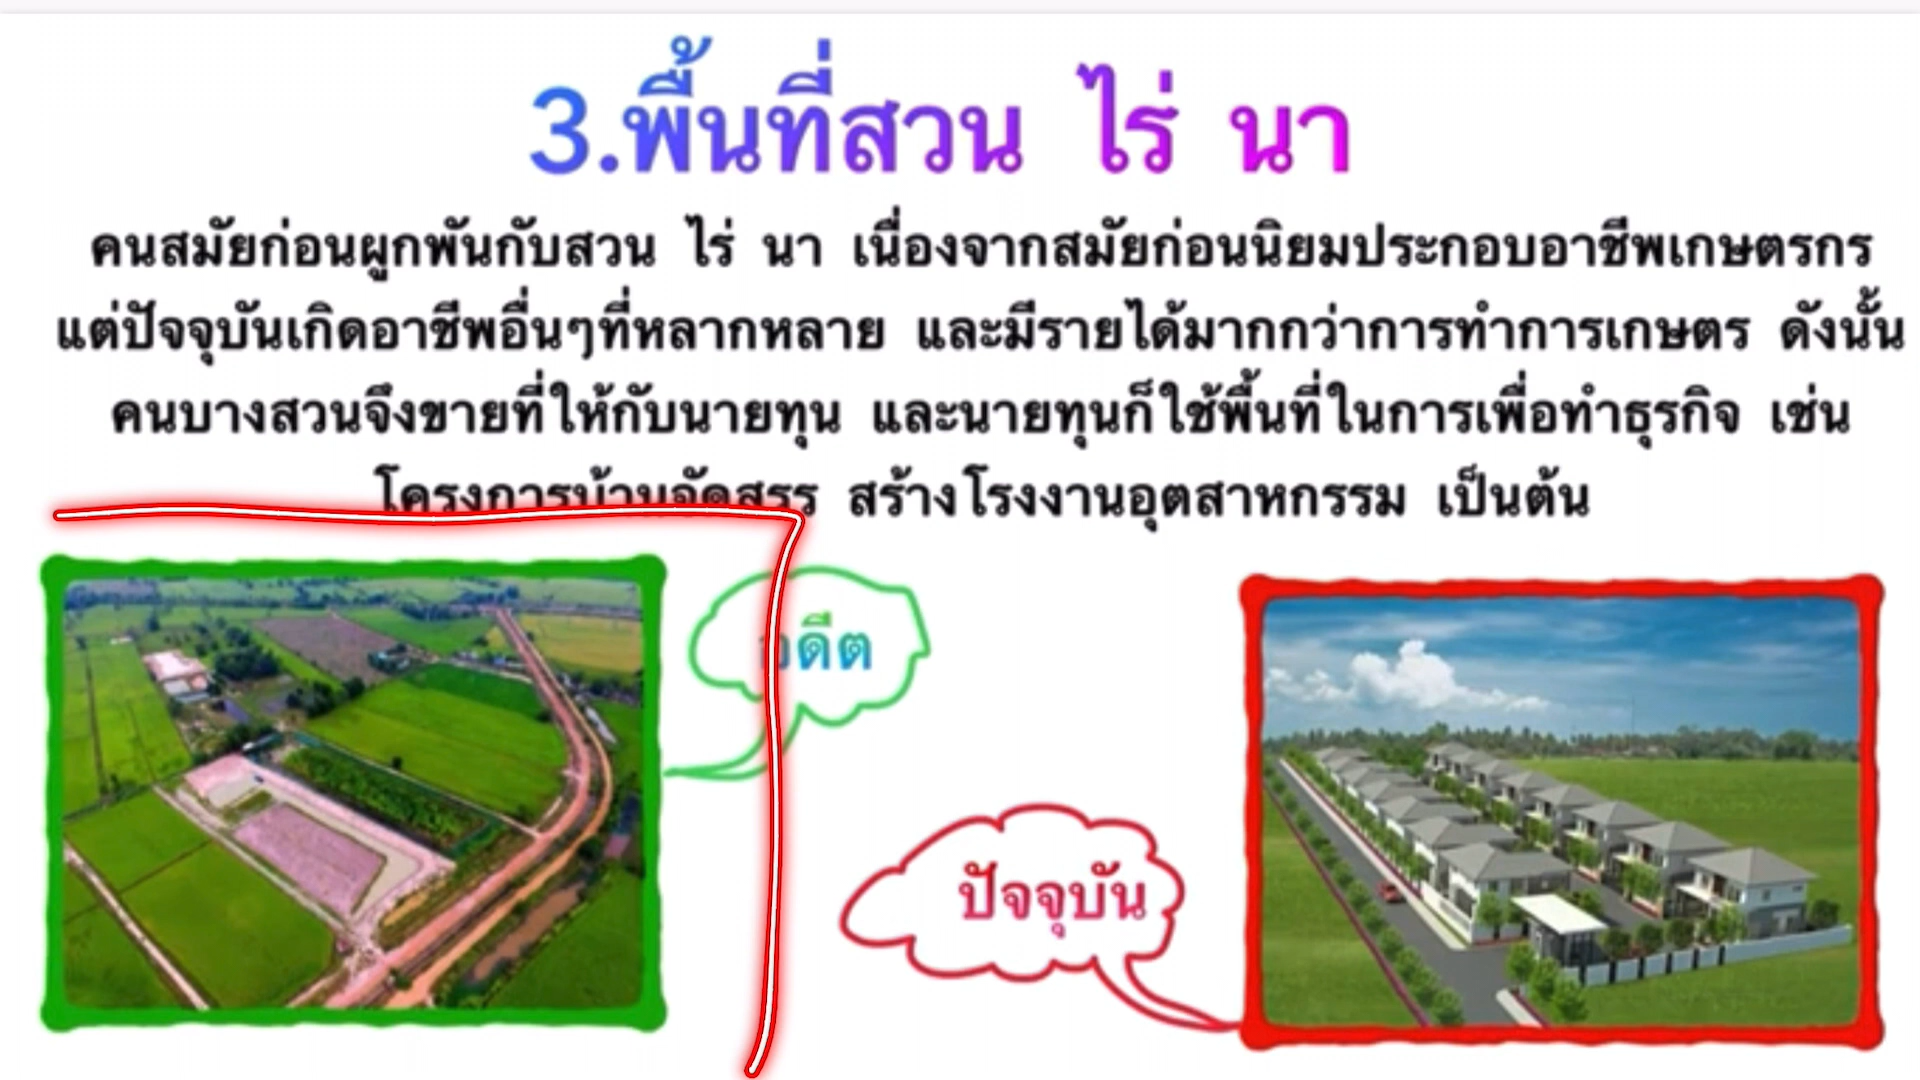 3.พื้นที่สวน ไร่ นา
คนสมัยก่อนผูกพันกับสวน ไร่ นา เนื่องจากสมัยก่อนนิยมประกอบอาชีพเกษตรกร
แต่ปัจจุบันเกิดอาชีพอื่นๆที่หลากหลาย และมีรายได้มากกว่าการทำการเกษตร ดังนั้น
คนบางสวนจึงขายที่ให้กับนายทุน และนายทุนก็ใช้พื้นที่ในการเพื่อทำธุรกิจ เช่น
โครงการบ้านจัดสรร สร้างโรงงานอุตสาหกรรม เป็นต้น
อดีต
ปัจจุบัน